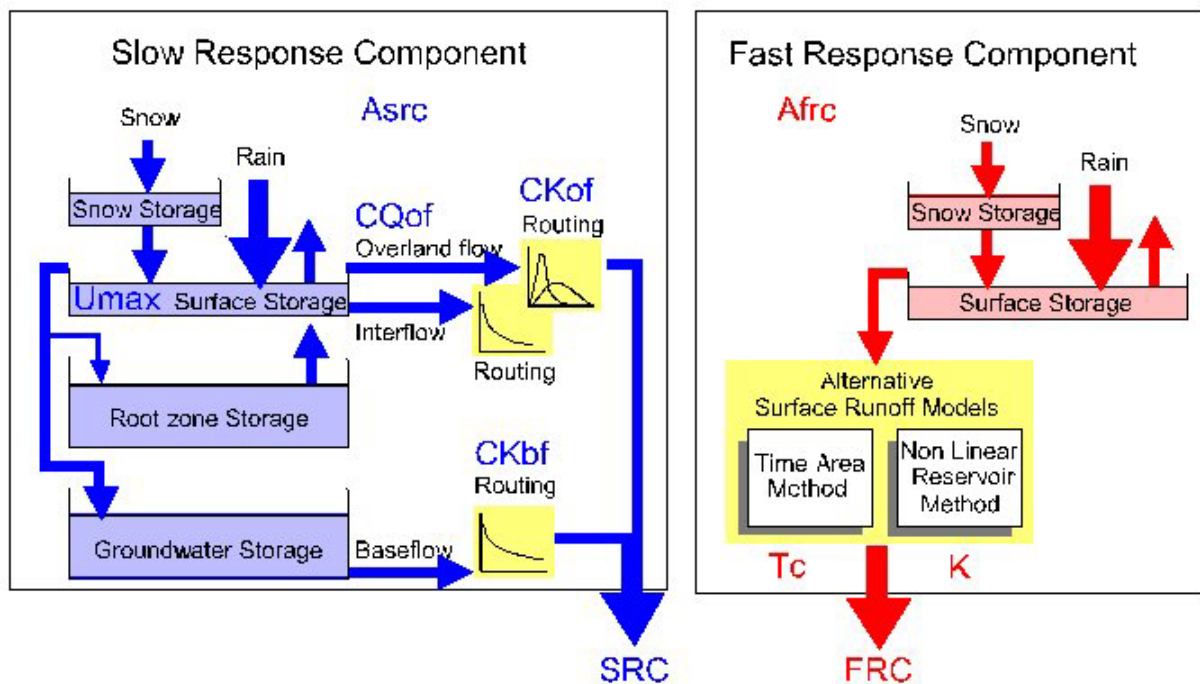 Slow Response Component
Asrc
Snow
Rain
Snow Storage
CQof
CKof
Routing
Overland flow
Umax Surface Storage
Interflow
Routing
Root zone Storage
CKbf
Routing
Groundwater Storage
Baseflow
SRC
Fast Response Component
Afrc
Snow
Rain
Snow Storage
Surface Storage
Alternative
Surface Runoff Models
Time Area
Method
Non Linear
Reservoir
Method
Tc
K
FRC